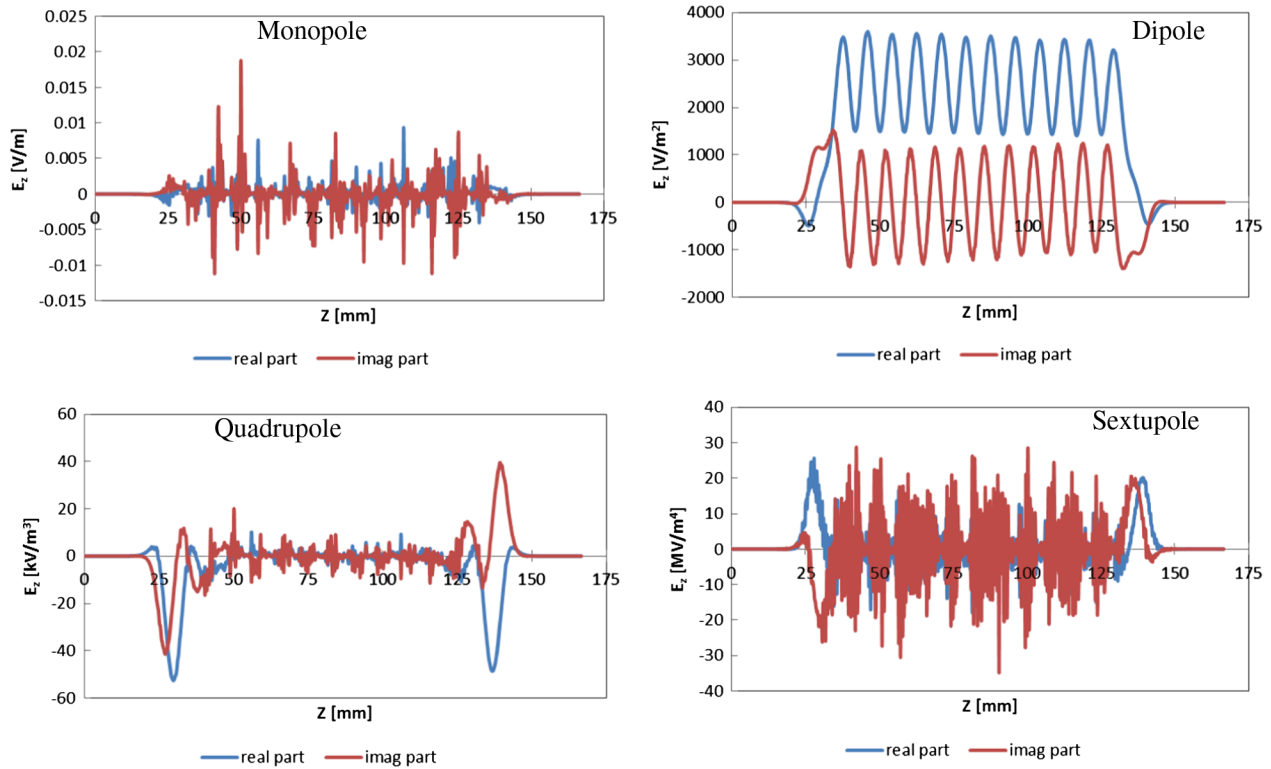 Monopole
0.025
0.02
0.015
0.01
0.005
0
-0.005
-0.01
-0.015
0 25 50 75 100 125 150 175
E_z [V/m]
Z [mm]
real part imag part
Dipole
4000
3000
2000
1000
0
-1000
-2000
0 25 50 75 100 125 150 175
E_z [V/m²]
Z [mm]
real part imag part
Quadrupole
60
40
20
0
-20
-40
-60
0 25 50 75 100 125 150 175
E_z [kV/m³]
Z [mm]
real part imag part
Sextupole
40
30
20
10
0
-10
-20
-30
-40
0 25 50 75 100 125 150 175
E_z [MV/m⁴]
Z [mm]
real part imag part